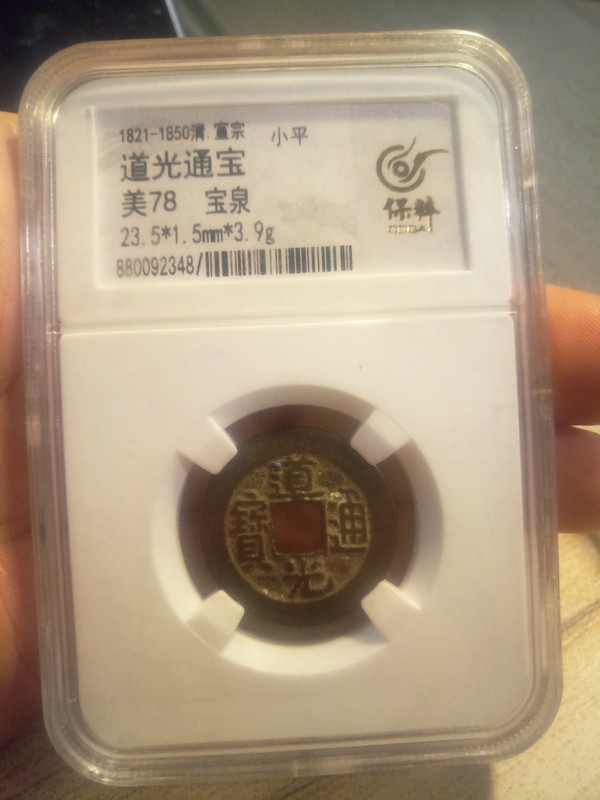 1821-1850清.宣宗 小平
道光通宝
美78 宝泉
23.5*1.5mm*3.9g
880092348/
保粹
道
寶 通
光